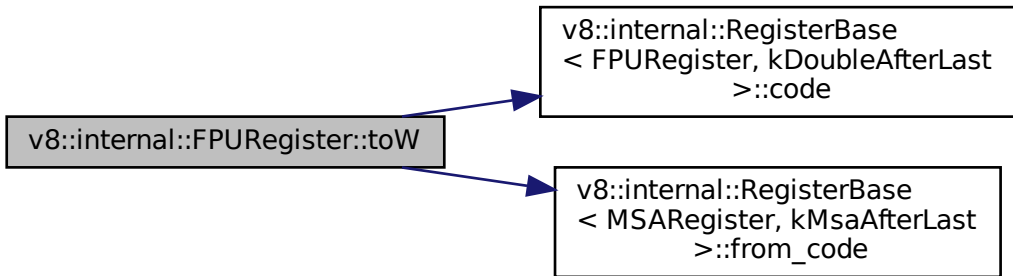 v8::internal::FPURegister::toW
v8::internal::RegisterBase
< FPURegister, kDoubleAfterLast
>::code
v8::internal::RegisterBase
< MSARegister, kMsaAfterLast
>::from_code